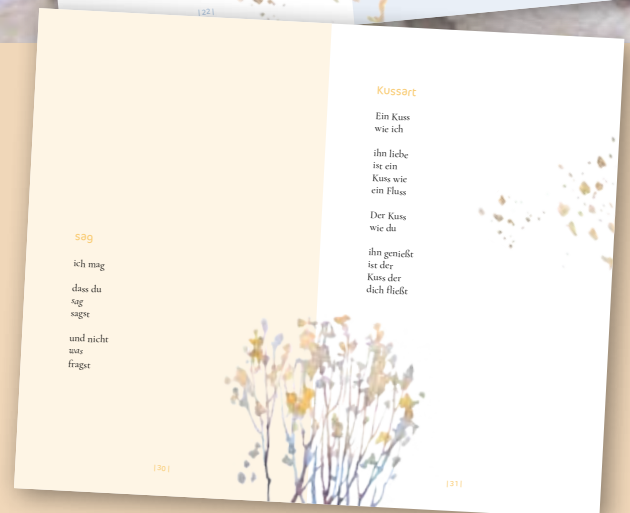 |22|
sag
ich mag
dass du
sag
sagst
und nicht
was
fragst
|30|
Kussart
Ein Kuss
wie ich
ihn liebe
ist ein
Kuss wie
ein Fluss
Der Kuss
wie du
ihn genießt
ist der
Kuss der
dich fließt
|31|